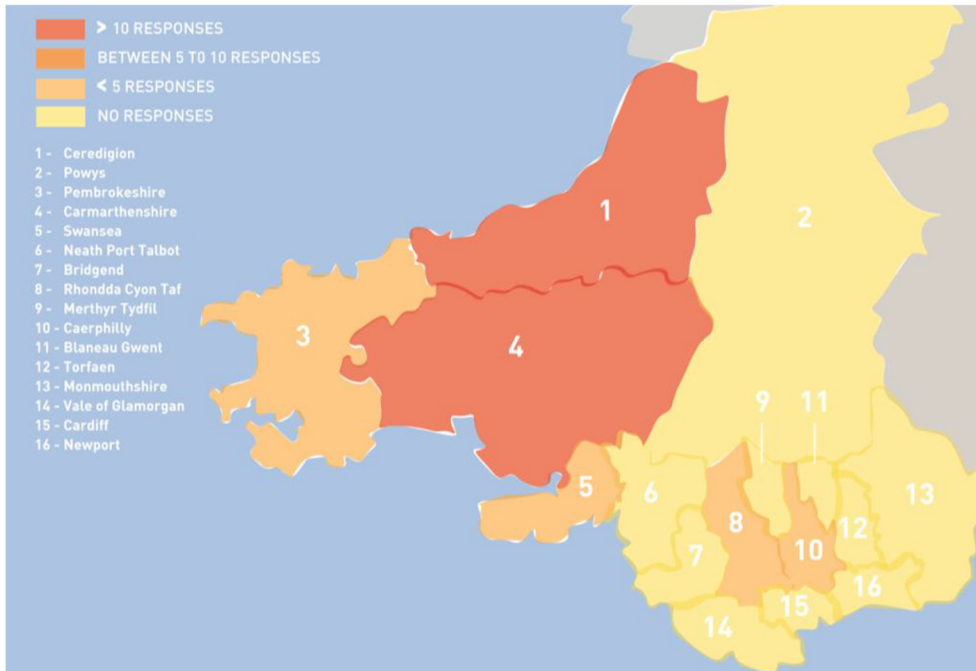 > 10 RESPONSES
BETWEEN 5 TO 10 RESPONSES
< 5 RESPONSES
NO RESPONSES
1 - Ceredigion
2 - Powys
3 - Pembrokeshire
4 - Carmarthenshire
5 - Swansea
6 - Neath Port Talbot
7 - Bridgend
8 - Rhondda Cyon Taf
9 - Merthyr Tydfil
10 - Caerphilly
11 - Blaneau Gwent
12 - Torfaen
13 - Monmouthshire
14 - Vale of Glamorgan
15 - Cardiff
16 - Newport
1
2
3
4
9
11
5
6
13
8
12
7
10
16
15
14